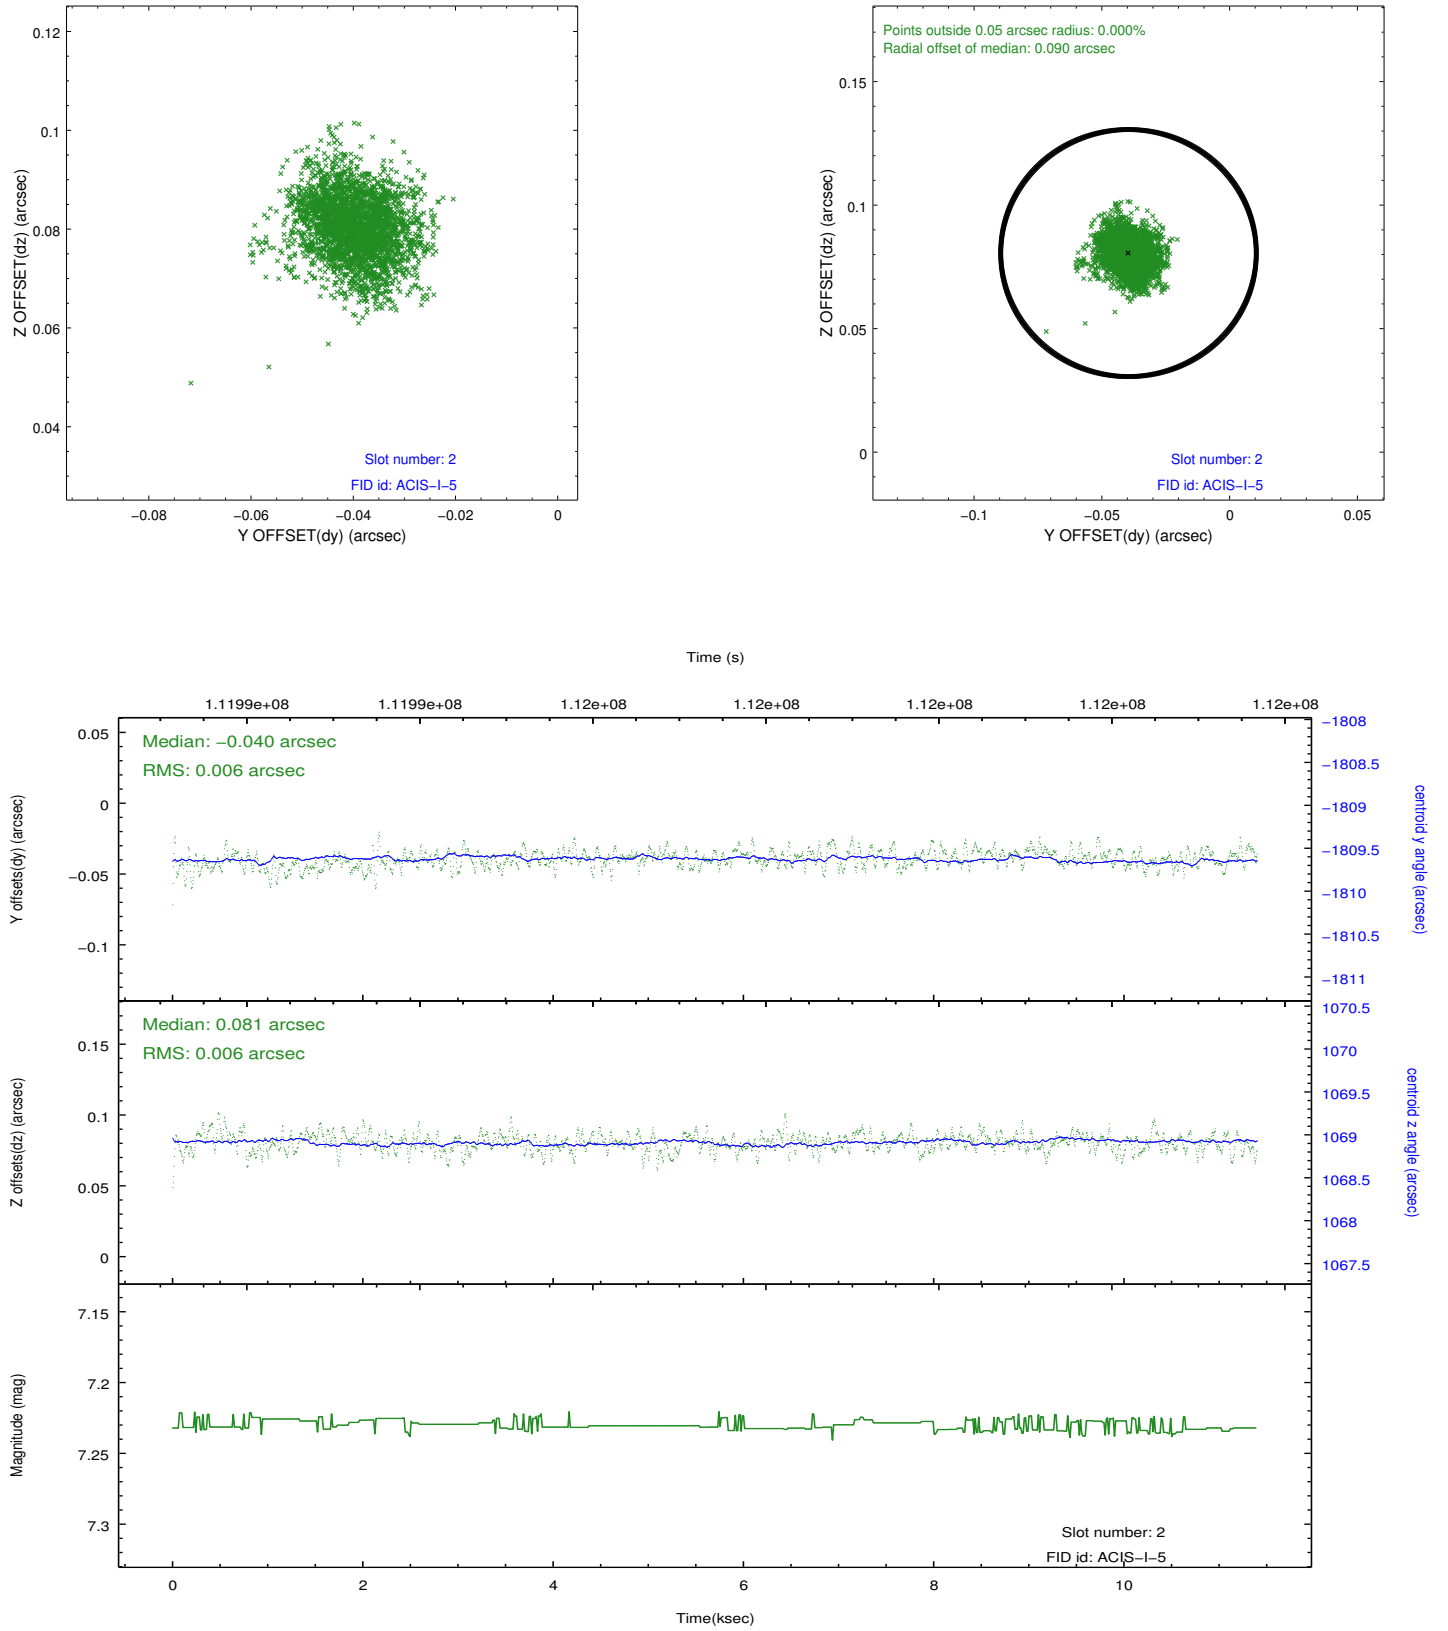 0.12
0.1
0.08
0.06
0.04
Z OFFSET(dz) (arcsec)
Slot number: 2
FID id: ACIS−I−5
−0.08 −0.06 −0.04 −0.02 0
Y OFFSET(dy) (arcsec)
Points outside 0.05 arcsec radius: 0.000%
Radial offset of median: 0.090 arcsec
0.15
0.1
0.05
0
Z OFFSET(dz) (arcsec)
Slot number: 2
FID id: ACIS−I−5
−0.1 −0.05 0 0.05
Y OFFSET(dy) (arcsec)
Time (s)
1.1199e+08 1.1199e+08 1.12e+08 1.12e+08 1.12e+08 1.12e+08 1.12e+08
Median: −0.040 arcsec
RMS: 0.006 arcsec
0.05
0
−0.05
−0.1
Y offsets(dy) (arcsec)
−1808
−1808.5
−1809
−1809.5
−1810
−1810.5
−1811
centroid y angle (arcsec)
Median: 0.081 arcsec
RMS: 0.006 arcsec
0.15
0.1
0.05
0
Z offsets(dz) (arcsec)
1070.5
1070
1069.5
1069
1068.5
1068
1067.5
centroid z angle (arcsec)
7.15
7.2
7.25
7.3
Magnitude (mag)
Slot number: 2
FID id: ACIS−I−5
0 2 4 6 8 10
Time(ksec)